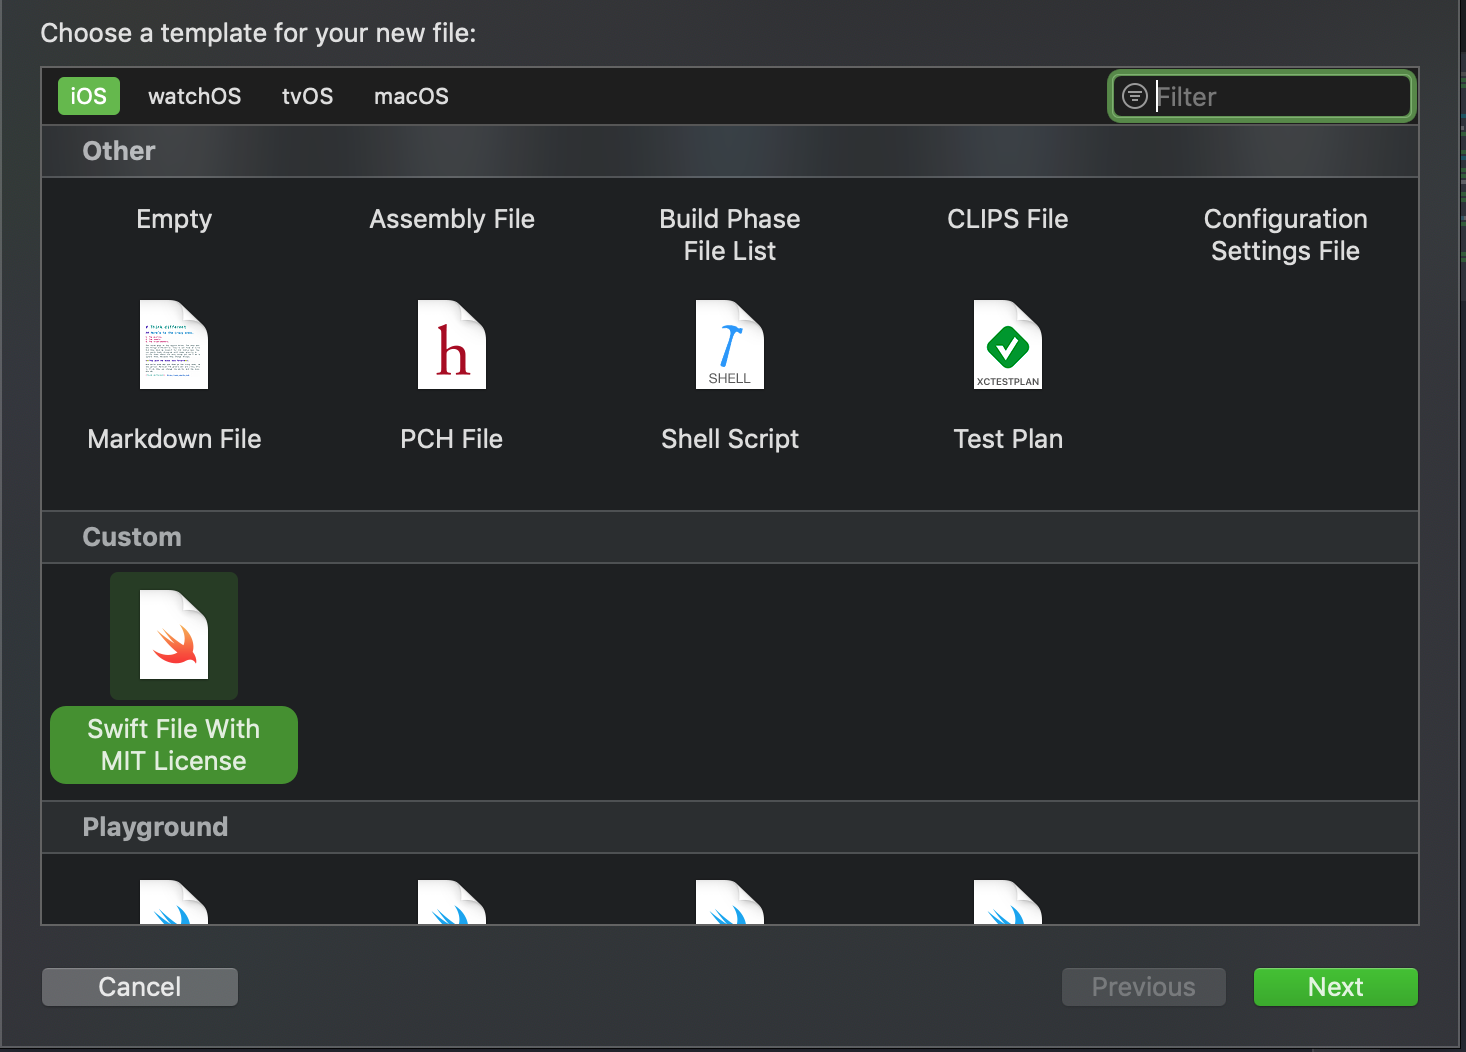 Choose a template for your new file:
iOS watchOS tvOS macOS Filter
Other
Empty Assembly File Build Phase CLIPS File Configuration
File List Settings File
h
SHELL XCTESTPLAN
Markdown File PCH File Shell Script Test Plan
Custom
Swift File With
MIT License
Playground
Cancel Previous Next